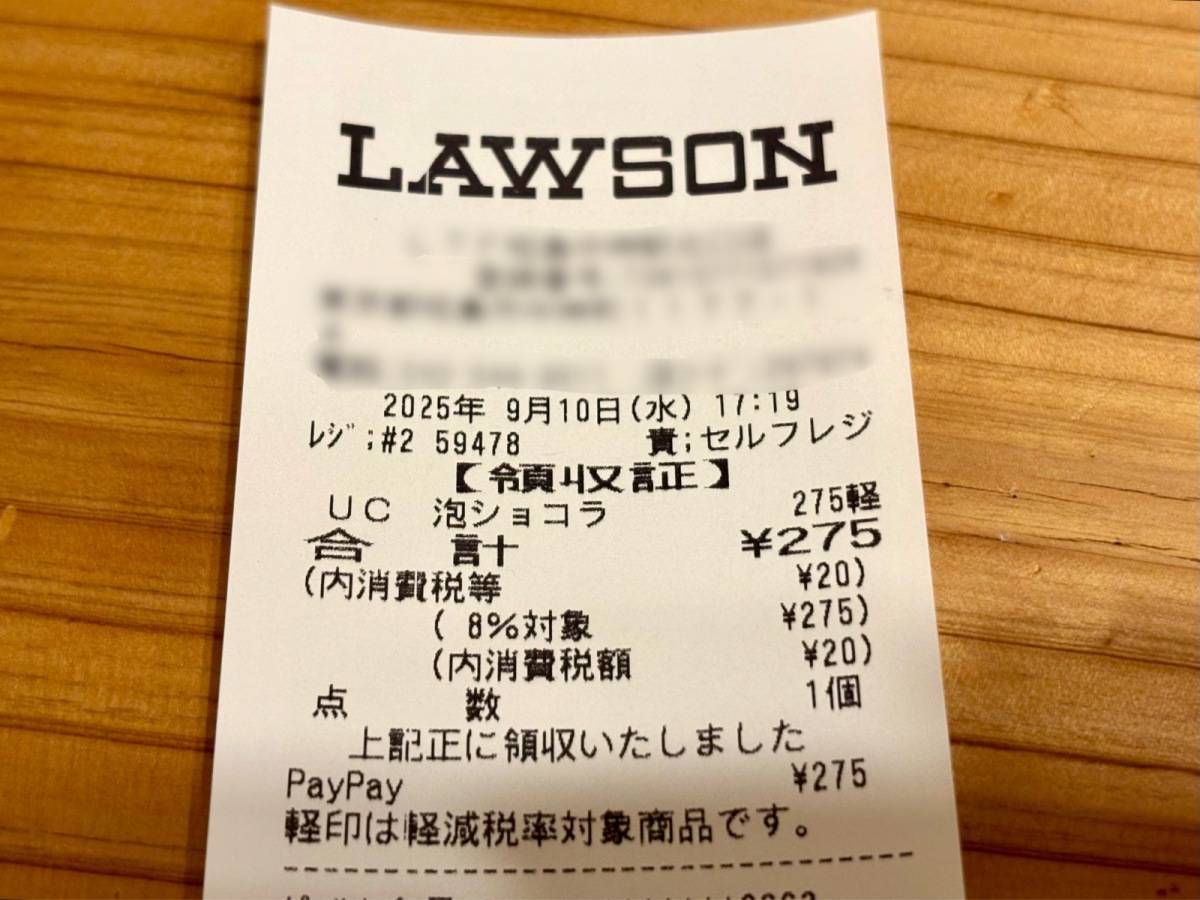 LAWSON
2025年 9月10日(水) 17:19
ﾚｼﾞ;#2 59478 責;セルフレジ
【領収証】
UC 泡ショコラ 275軽
合 計 ¥275
(内消費税等 ¥20)
( 8%対象 ¥275)
(内消費税額 ¥20)
点 数 1個
上記正に領収いたしました
PayPay ¥275
軽印は軽減税率対象商品です。